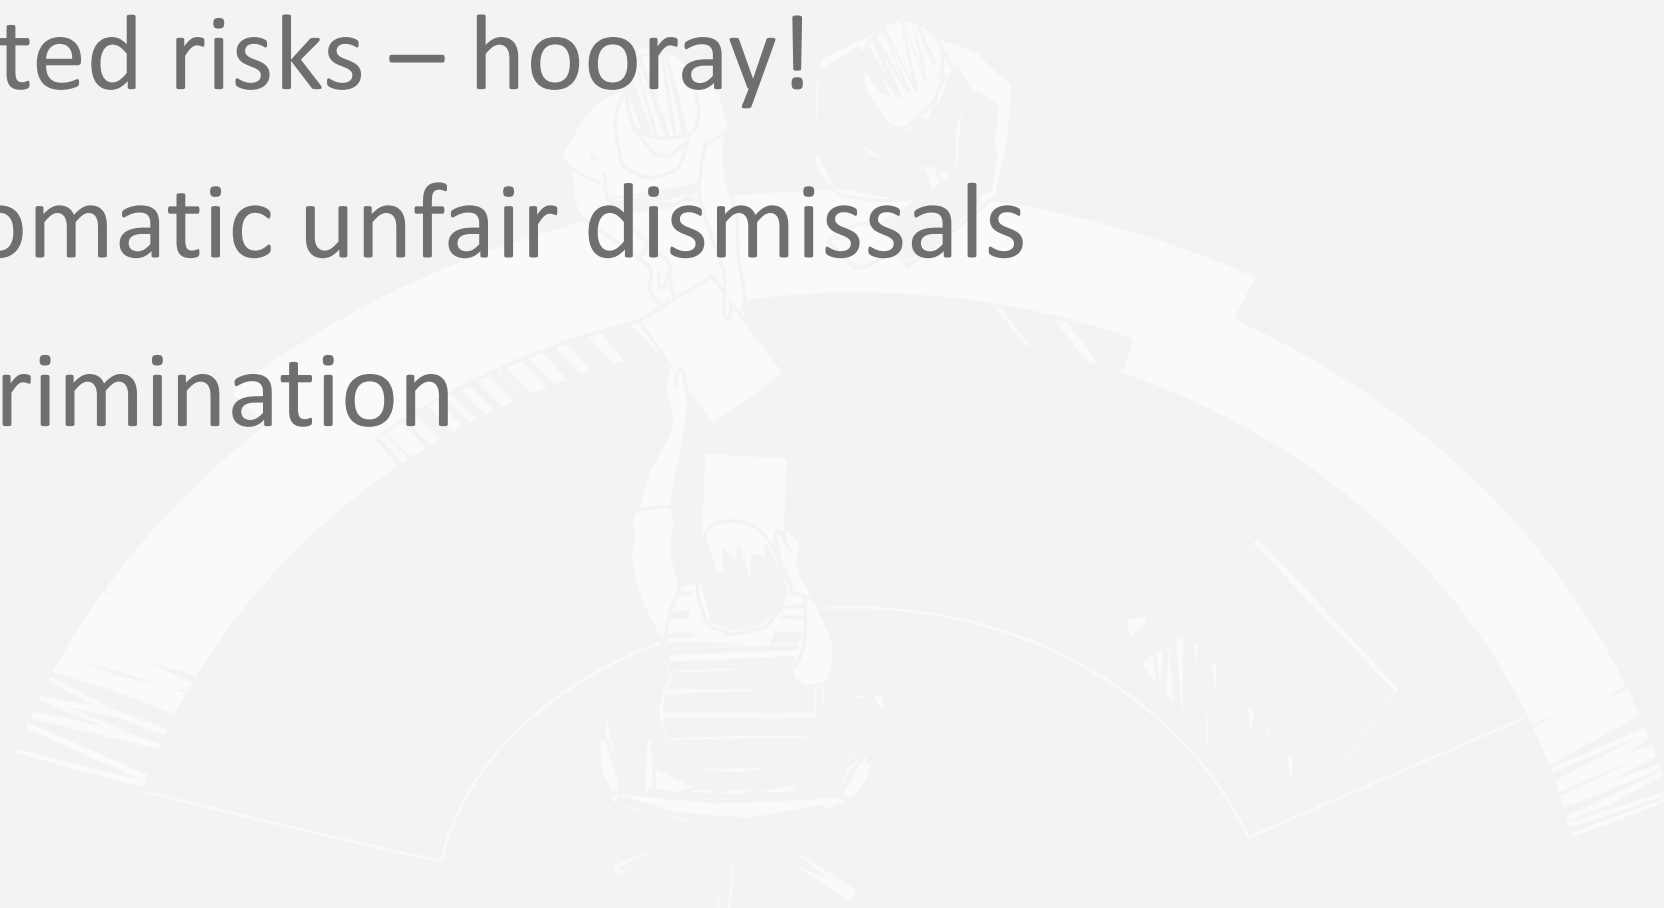 ted risks – hooray!
omatic unfair dismissals
rimination